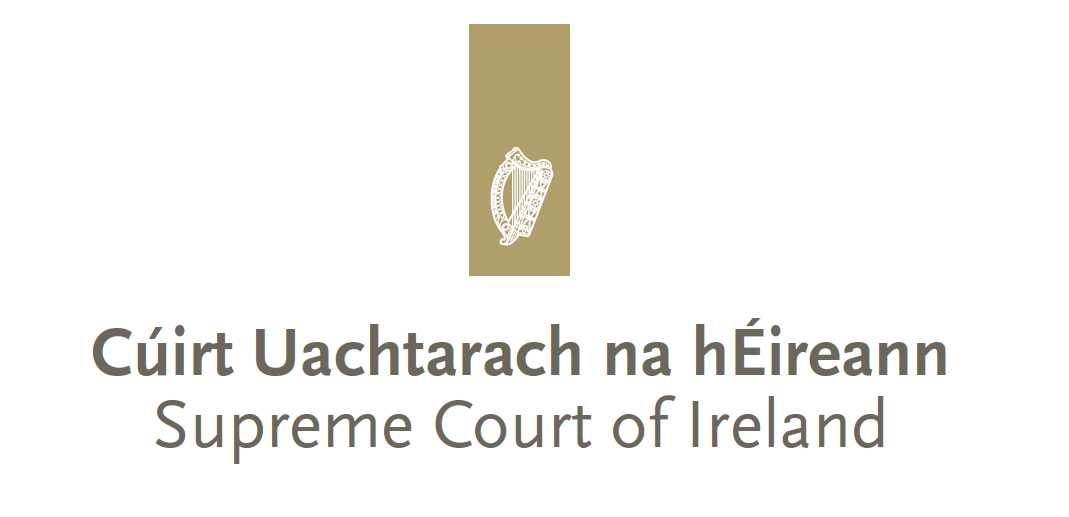 Cúirt Uachtarach na hÉireann
Supreme Court of Ireland